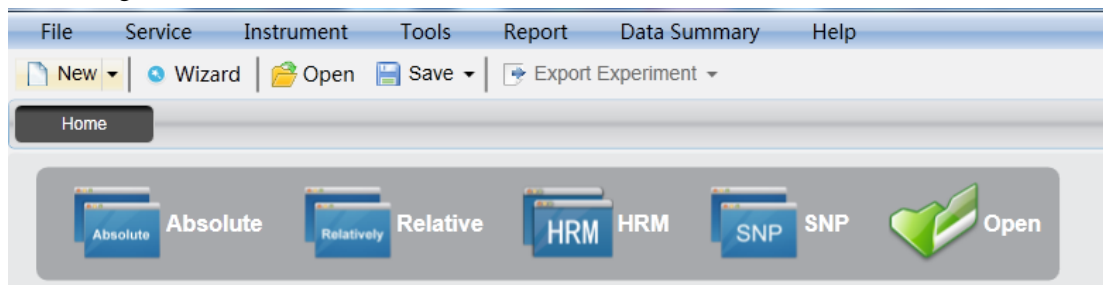 File Service Instrument Tools Report Data Summary Help
New Wizard Open Save Export Experiment
Home
Absolute Absolute Relatively Relative HRM HRM SNP SNP Open